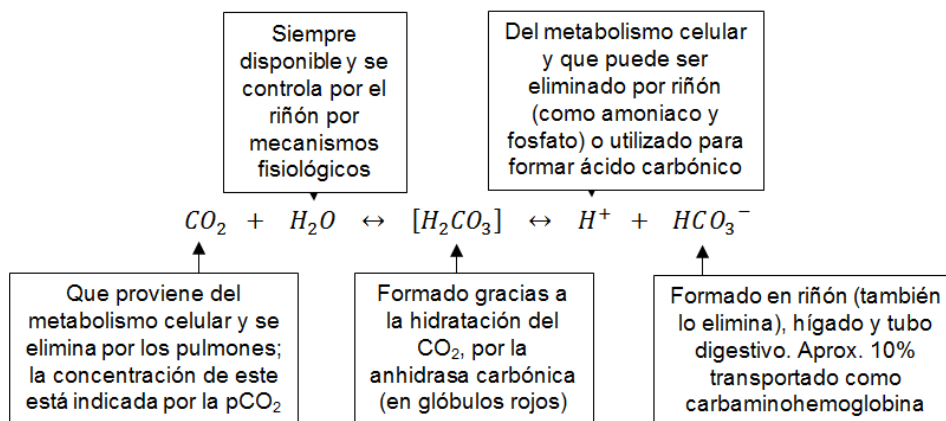 Siempre
disponible y se
controla por el
riñón por
mecanismos
fisiológicos
Del metabolismo celular
y que puede ser
eliminado por riñón
(como amoniaco y
fosfato) o utilizado para
formar ácido carbónico
CO₂ + H₂O ↔ [H₂CO₃] ↔ H⁺ + HCO₃⁻
Que proviene del
metabolismo celular y se
elimina por los pulmones;
la concentración de este
está indicada por la pCO₂
Formado gracias a
la hidratación del
CO₂, por la
anhidrasa carbónica
(en glóbulos rojos)
Formado en riñón (también
lo elimina), hígado y tubo
digestivo. Aprox. 10%
transportado como
carbaminohemoglobina